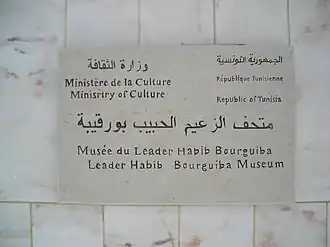 الجمهورية التونسية
République Tunisienne
Republic of Tunisia
وزارة الثقافة
Ministère de la Culture
Minisrtry of Culture
متحف الزعيم الحبيب بورقيبة
Musée du Leader Habib Bourguiba
Leader Habib Bourguiba Museum